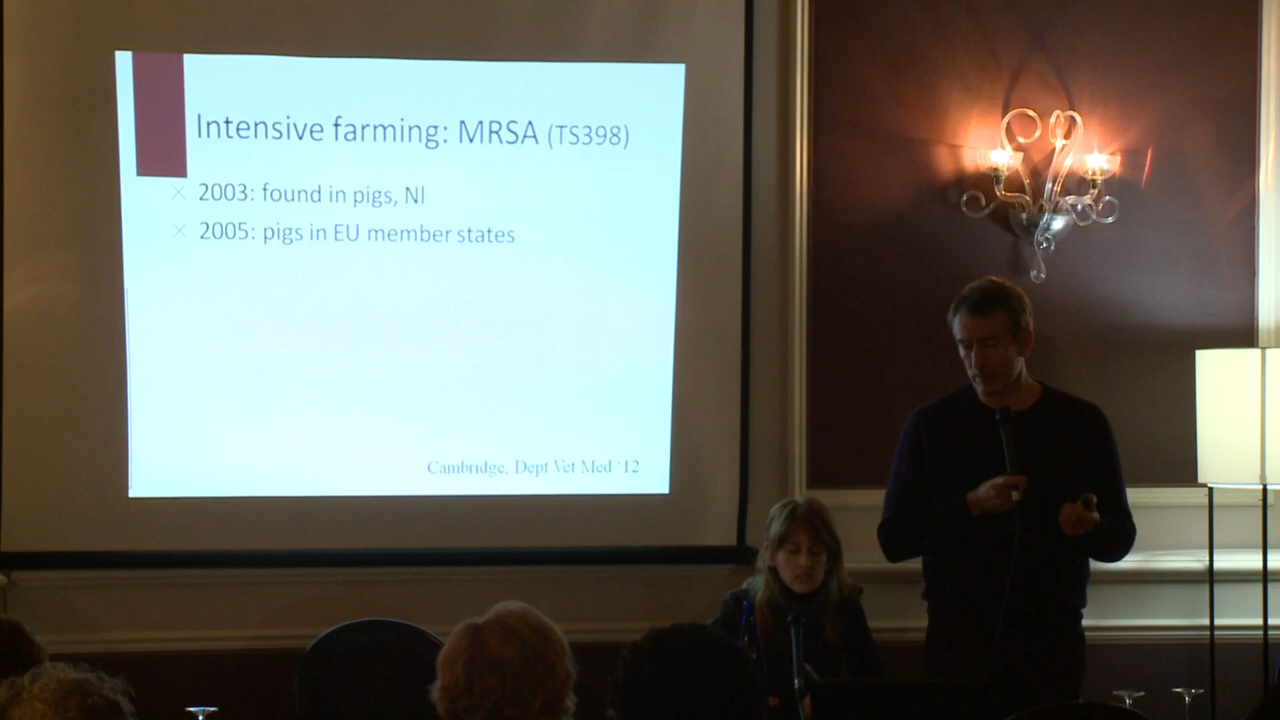 Intensive farming: MRSA (TS398)
2003: found in pigs, Nl
2005: pigs in EU member states
Cambridge, Dept Vet Med '12